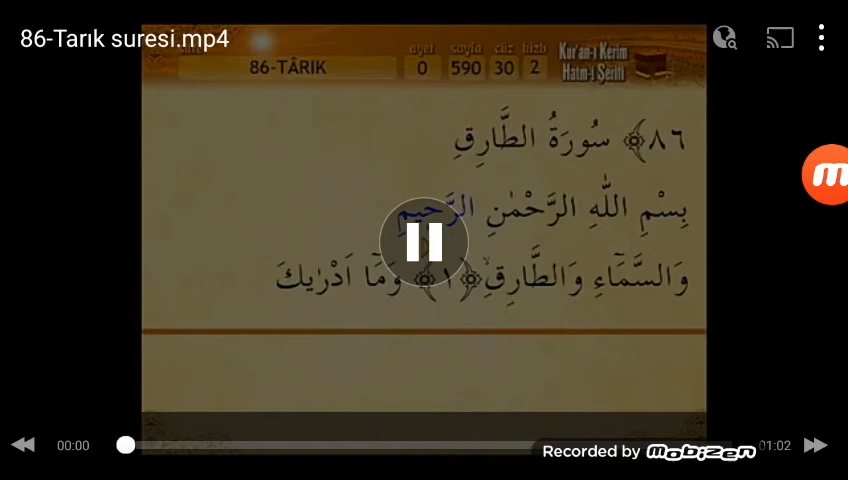 86-Tarık suresi.mp4
sure ayet sayfa cüz hizb
86-TÂRIK 0 590 30 2
Kur'an-ı Kerim
Hatm-i Şerifi
٨٦﴾ سُورَةُ الطَّارِقِ
بِسْمِ اللّٰهِ الرَّحْمٰنِ الرَّحِيمِ
وَالسَّمَٓاءِ وَالطَّارِقِۙ ﴿١﴾ وَمَٓا اَدْرٰيكَ
00:00
01:02
Recorded by mobizen
m